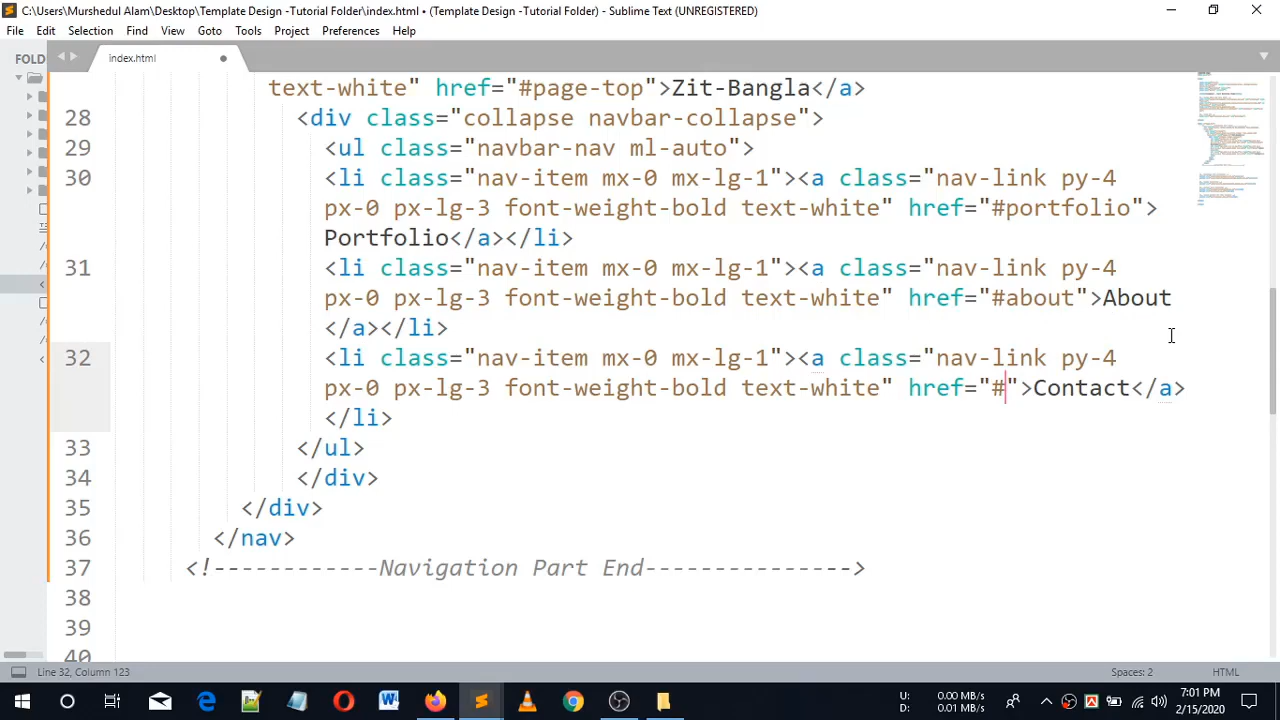 C:\Users\Murshedul Alam\Desktop\Template Design -Tutorial Folder\index.html • (Template Design -Tutorial Folder) - Sublime Text (UNREGISTERED)
File Edit Selection Find View Goto Tools Project Preferences Help
FOLD
index.html
text-white" href="#page-top">Zit-Bangla</a>
28 <div class="collapse navbar-collapse">
29 <ul class="navbar-nav ml-auto">
30 <li class="nav-item mx-0 mx-lg-1"><a class="nav-link py-4
px-0 px-lg-3 font-weight-bold text-white" href="#portfolio">
Portfolio</a></li>
31 <li class="nav-item mx-0 mx-lg-1"><a class="nav-link py-4
px-0 px-lg-3 font-weight-bold text-white" href="#about">About
</a></li>
32 <li class="nav-item mx-0 mx-lg-1"><a class="nav-link py-4
px-0 px-lg-3 font-weight-bold text-white" href="#">Contact</a>
</li>
33 </ul>
34 </div>
35 </div>
36 </nav>
37 <!------------Navigation Part End--------------->
38
39
40
Line 32, Column 123 Spaces: 2 HTML
U: 0.00 MB/s 7:01 PM
D: 0.01 MB/s 2/15/2020